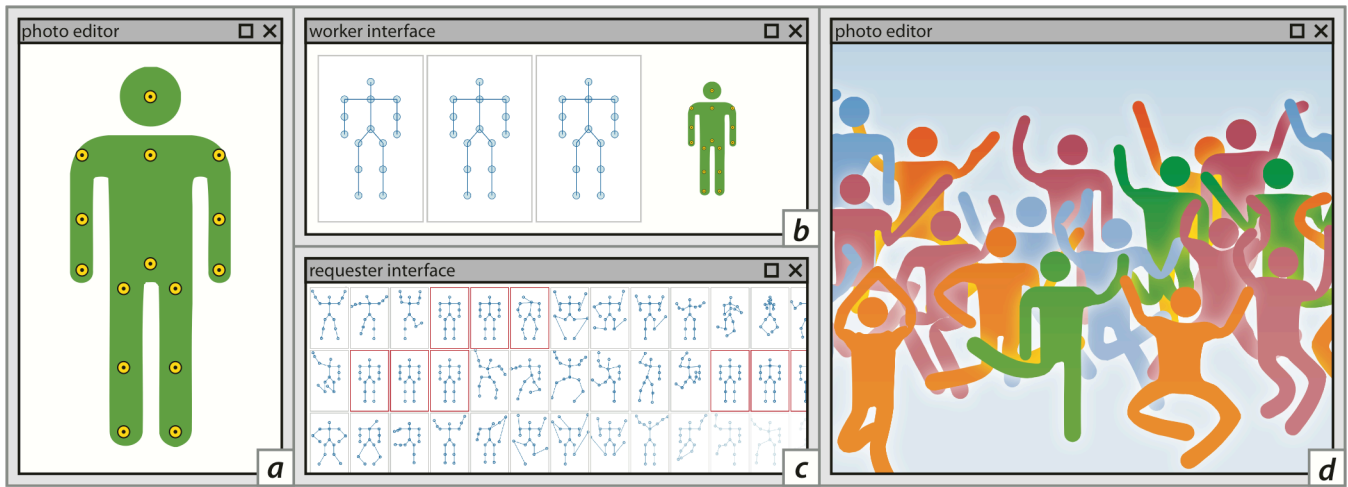 photo editor
a
worker interface
b
requester interface
c
photo editor
d